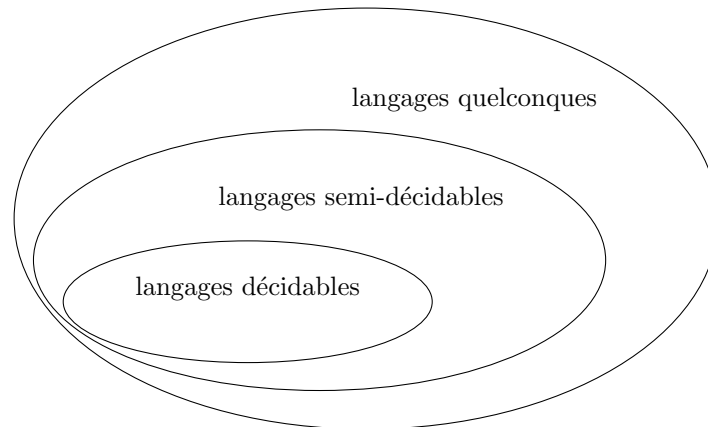 langages quelconques
langages semi-décidables
langages décidables